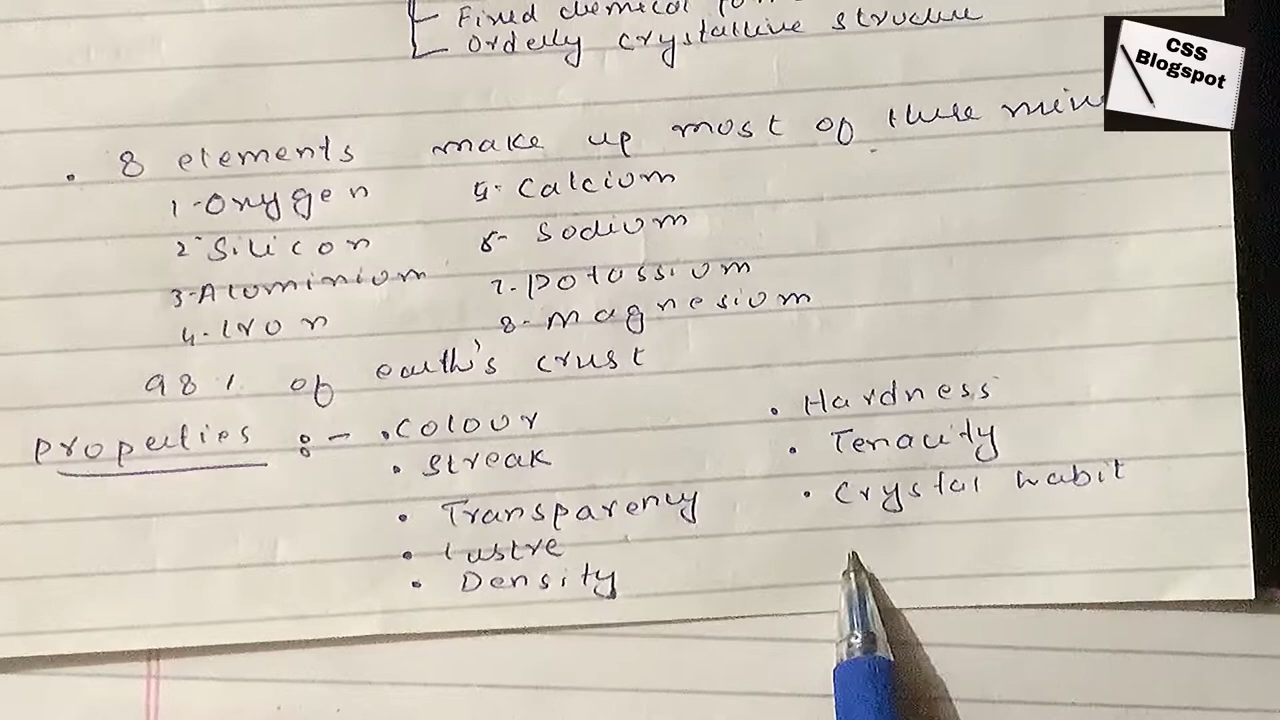 Fixed chemical
Orderly crystalline structure
CSS
Blogspot
. 8 elements make up most of these
1-Oxygen 5- Calcium
2- Silicon 6- Sodium
3-Aluminium 7- Potassium
4- Iron 8- Magnesium
98 % of earth's crust
Properties :- . Colour . Hardness
. Streak . Tenacity
. Transparency . Crystal habit
. Lustre
. Density